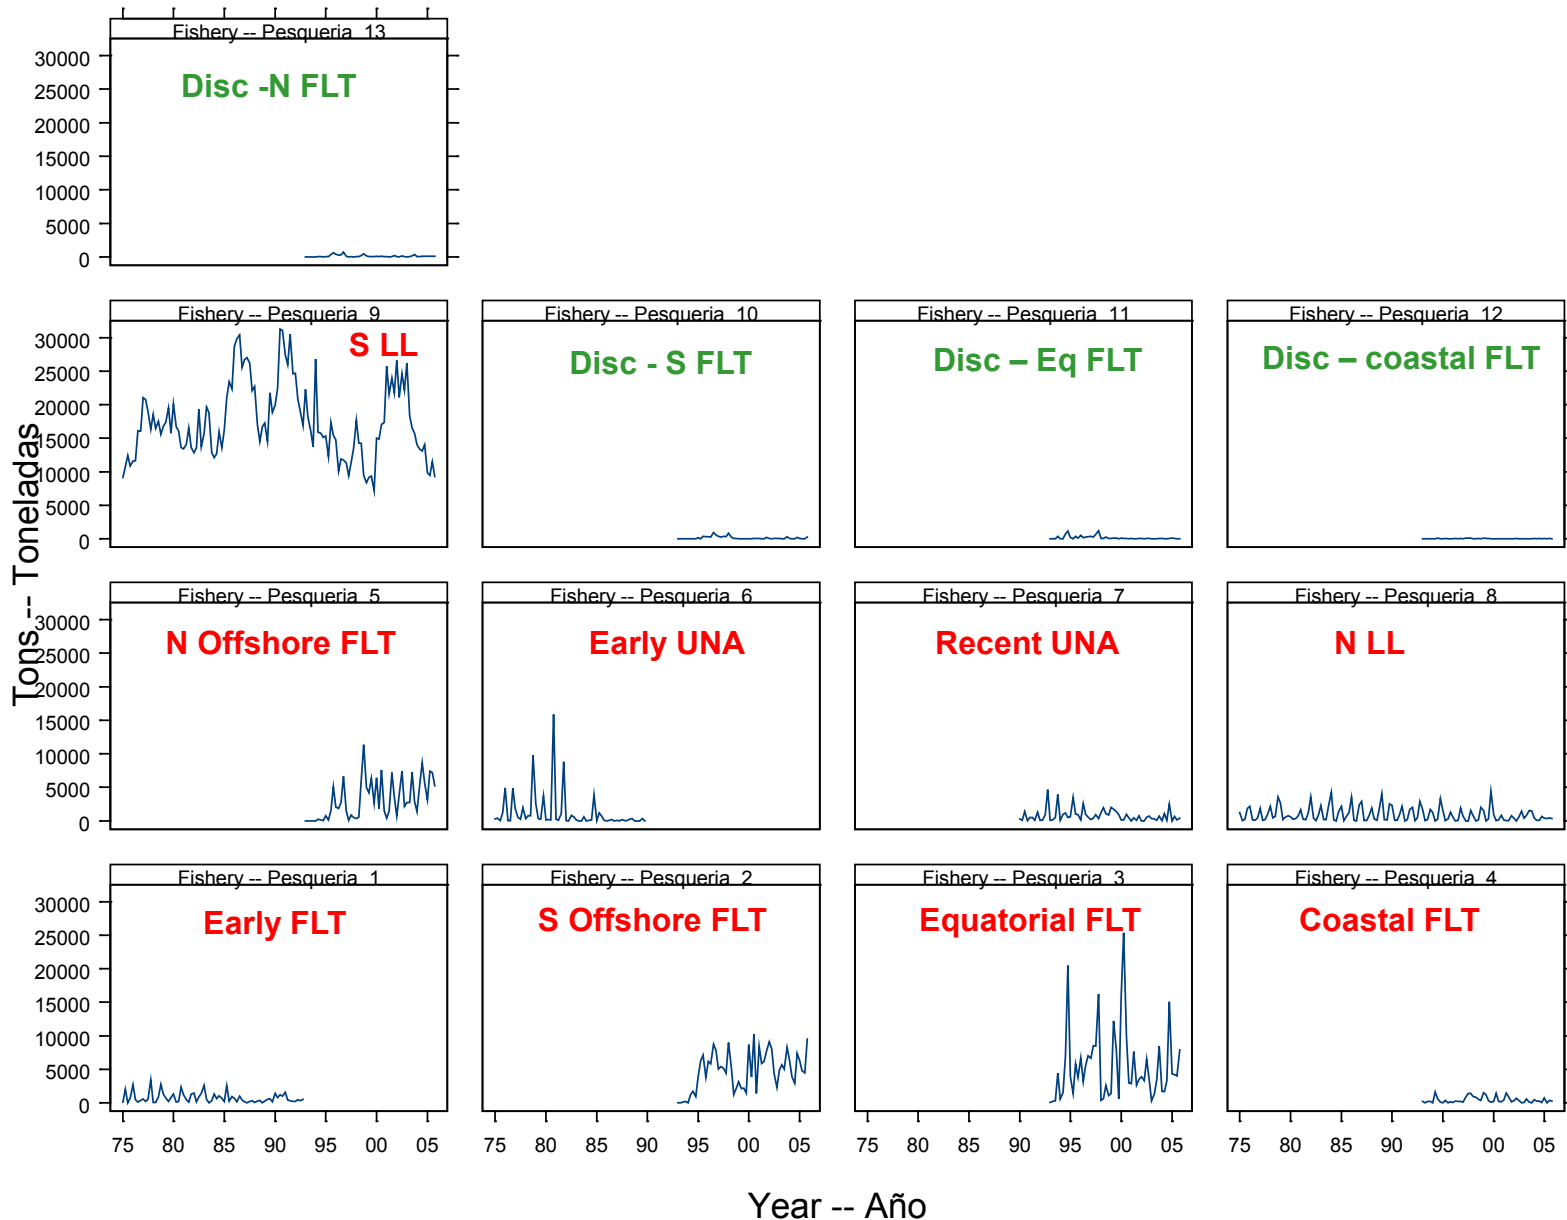 Fishery -- Pesqueria 13
Disc -N FLT
30000
25000
20000
15000
10000
5000
0
Fishery -- Pesqueria 9
Fishery -- Pesqueria 10
Fishery -- Pesqueria 11
Fishery -- Pesqueria 12
S LL
Disc - S FLT
Disc – Eq FLT
Disc – coastal FLT
30000
25000
20000
15000
10000
5000
0
Tons -- Toneladas
Fishery -- Pesqueria 5
Fishery -- Pesqueria 6
Fishery -- Pesqueria 7
Fishery -- Pesqueria 8
N Offshore FLT
Early UNA
Recent UNA
N LL
30000
25000
20000
15000
10000
5000
0
Fishery -- Pesqueria 1
Fishery -- Pesqueria 2
Fishery -- Pesqueria 3
Fishery -- Pesqueria 4
Early FLT
S Offshore FLT
Equatorial FLT
Coastal FLT
30000
25000
20000
15000
10000
5000
0
75 80 85 90 95 00 05
75 80 85 90 95 00 05
75 80 85 90 95 00 05
75 80 85 90 95 00 05
Year -- Año